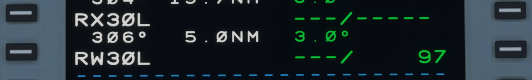 RX30L ---/-----
306° 5.0NM 3.0°
RW30L ---/ 97